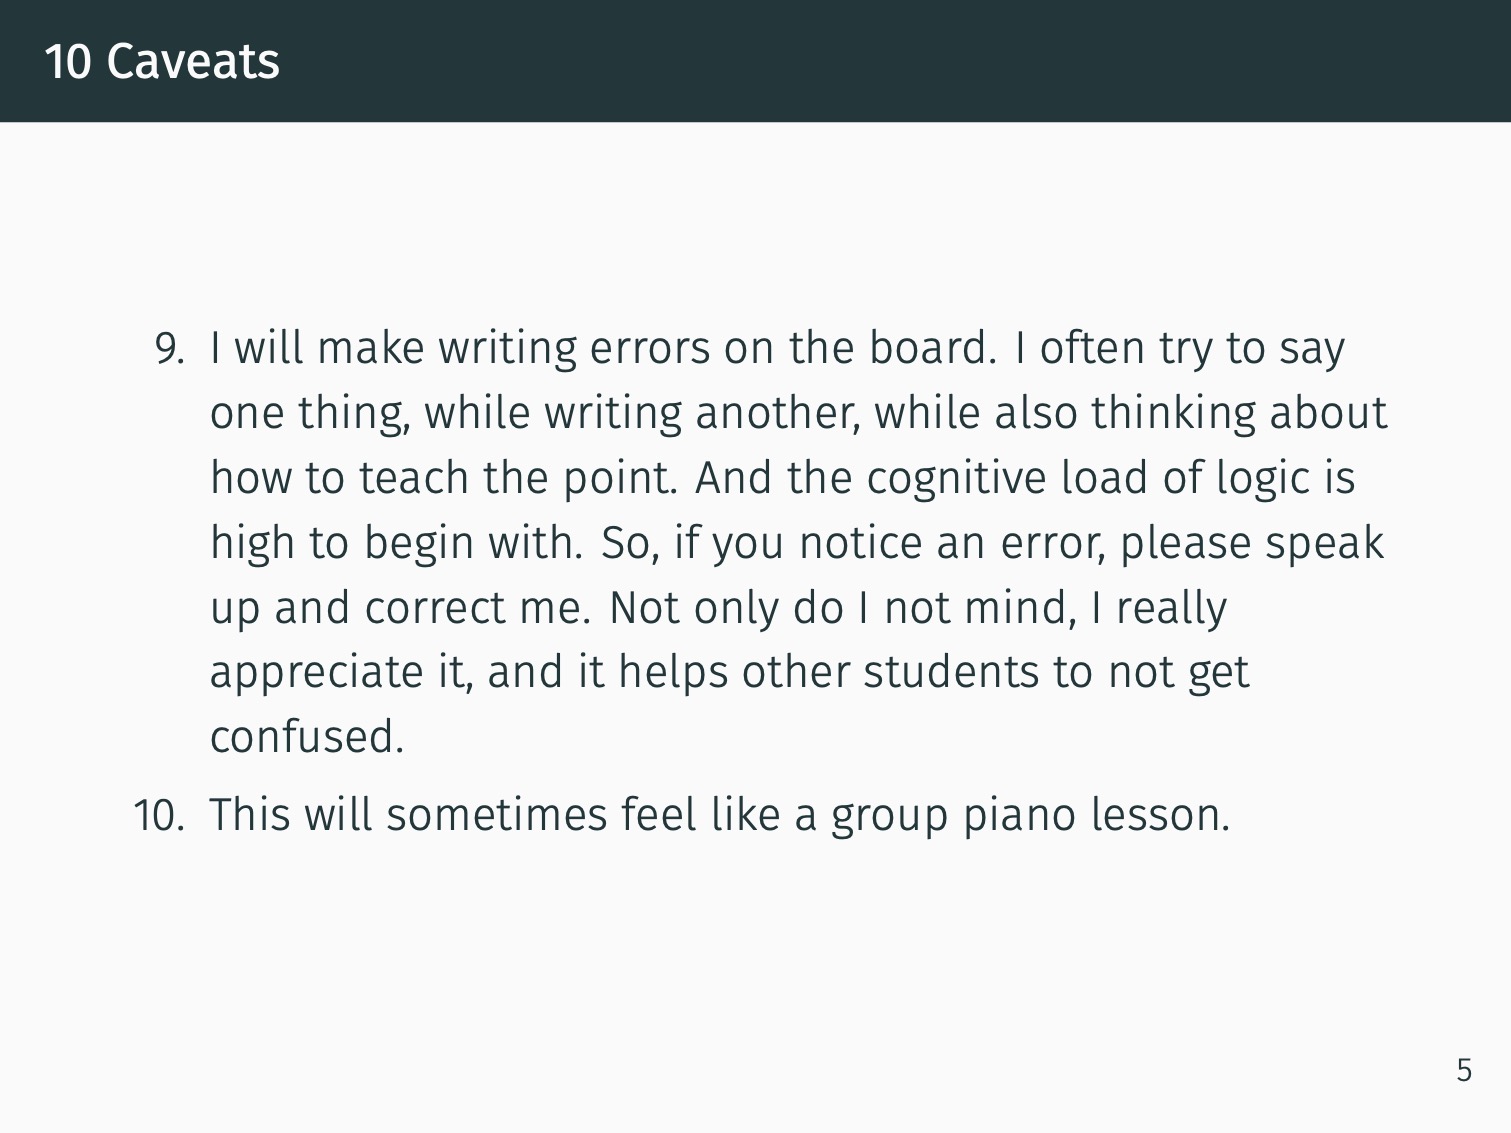 10 Caveats
9. I will make writing errors on the board. I often try to say
one thing, while writing another, while also thinking about
how to teach the point. And the cognitive load of logic is
high to begin with. So, if you notice an error, please speak
up and correct me. Not only do I not mind, I really
appreciate it, and it helps other students to not get
confused.
10. This will sometimes feel like a group piano lesson.
5